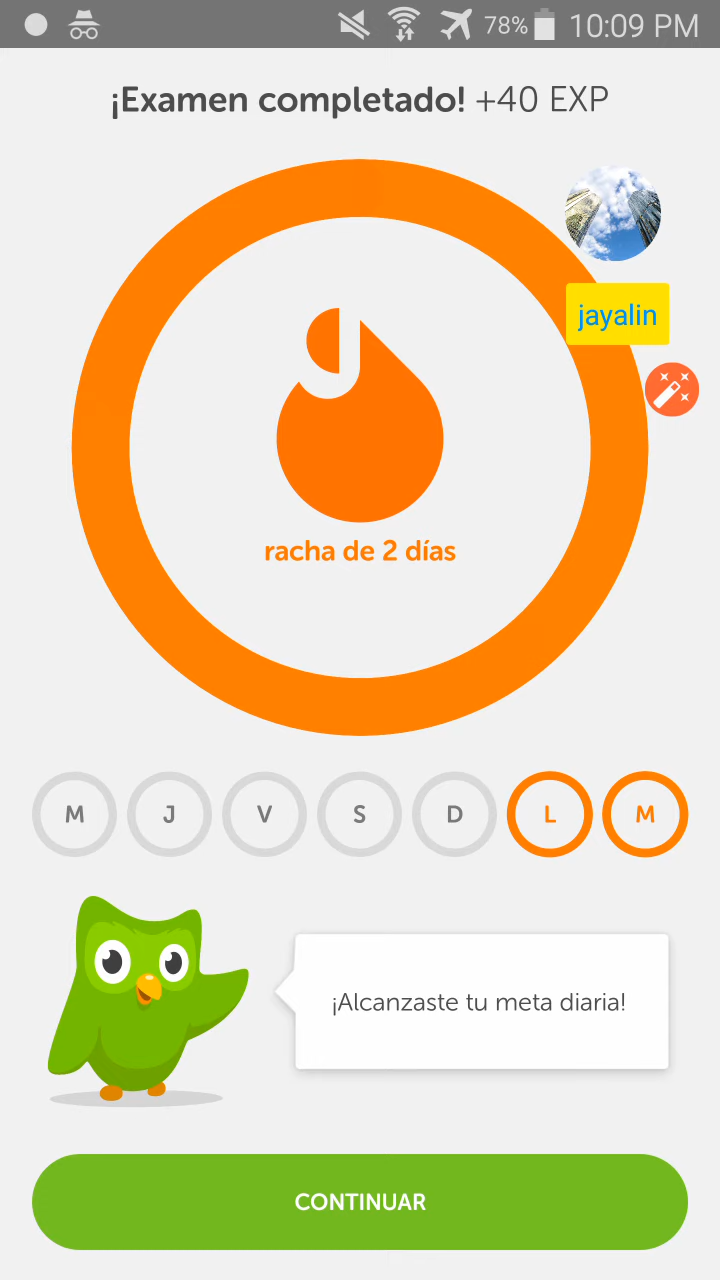 78% 10:09 PM
¡Examen completado! +40 EXP
jayalin
racha de 2 días
M J V S D L M
¡Alcanzaste tu meta diaria!
CONTINUAR